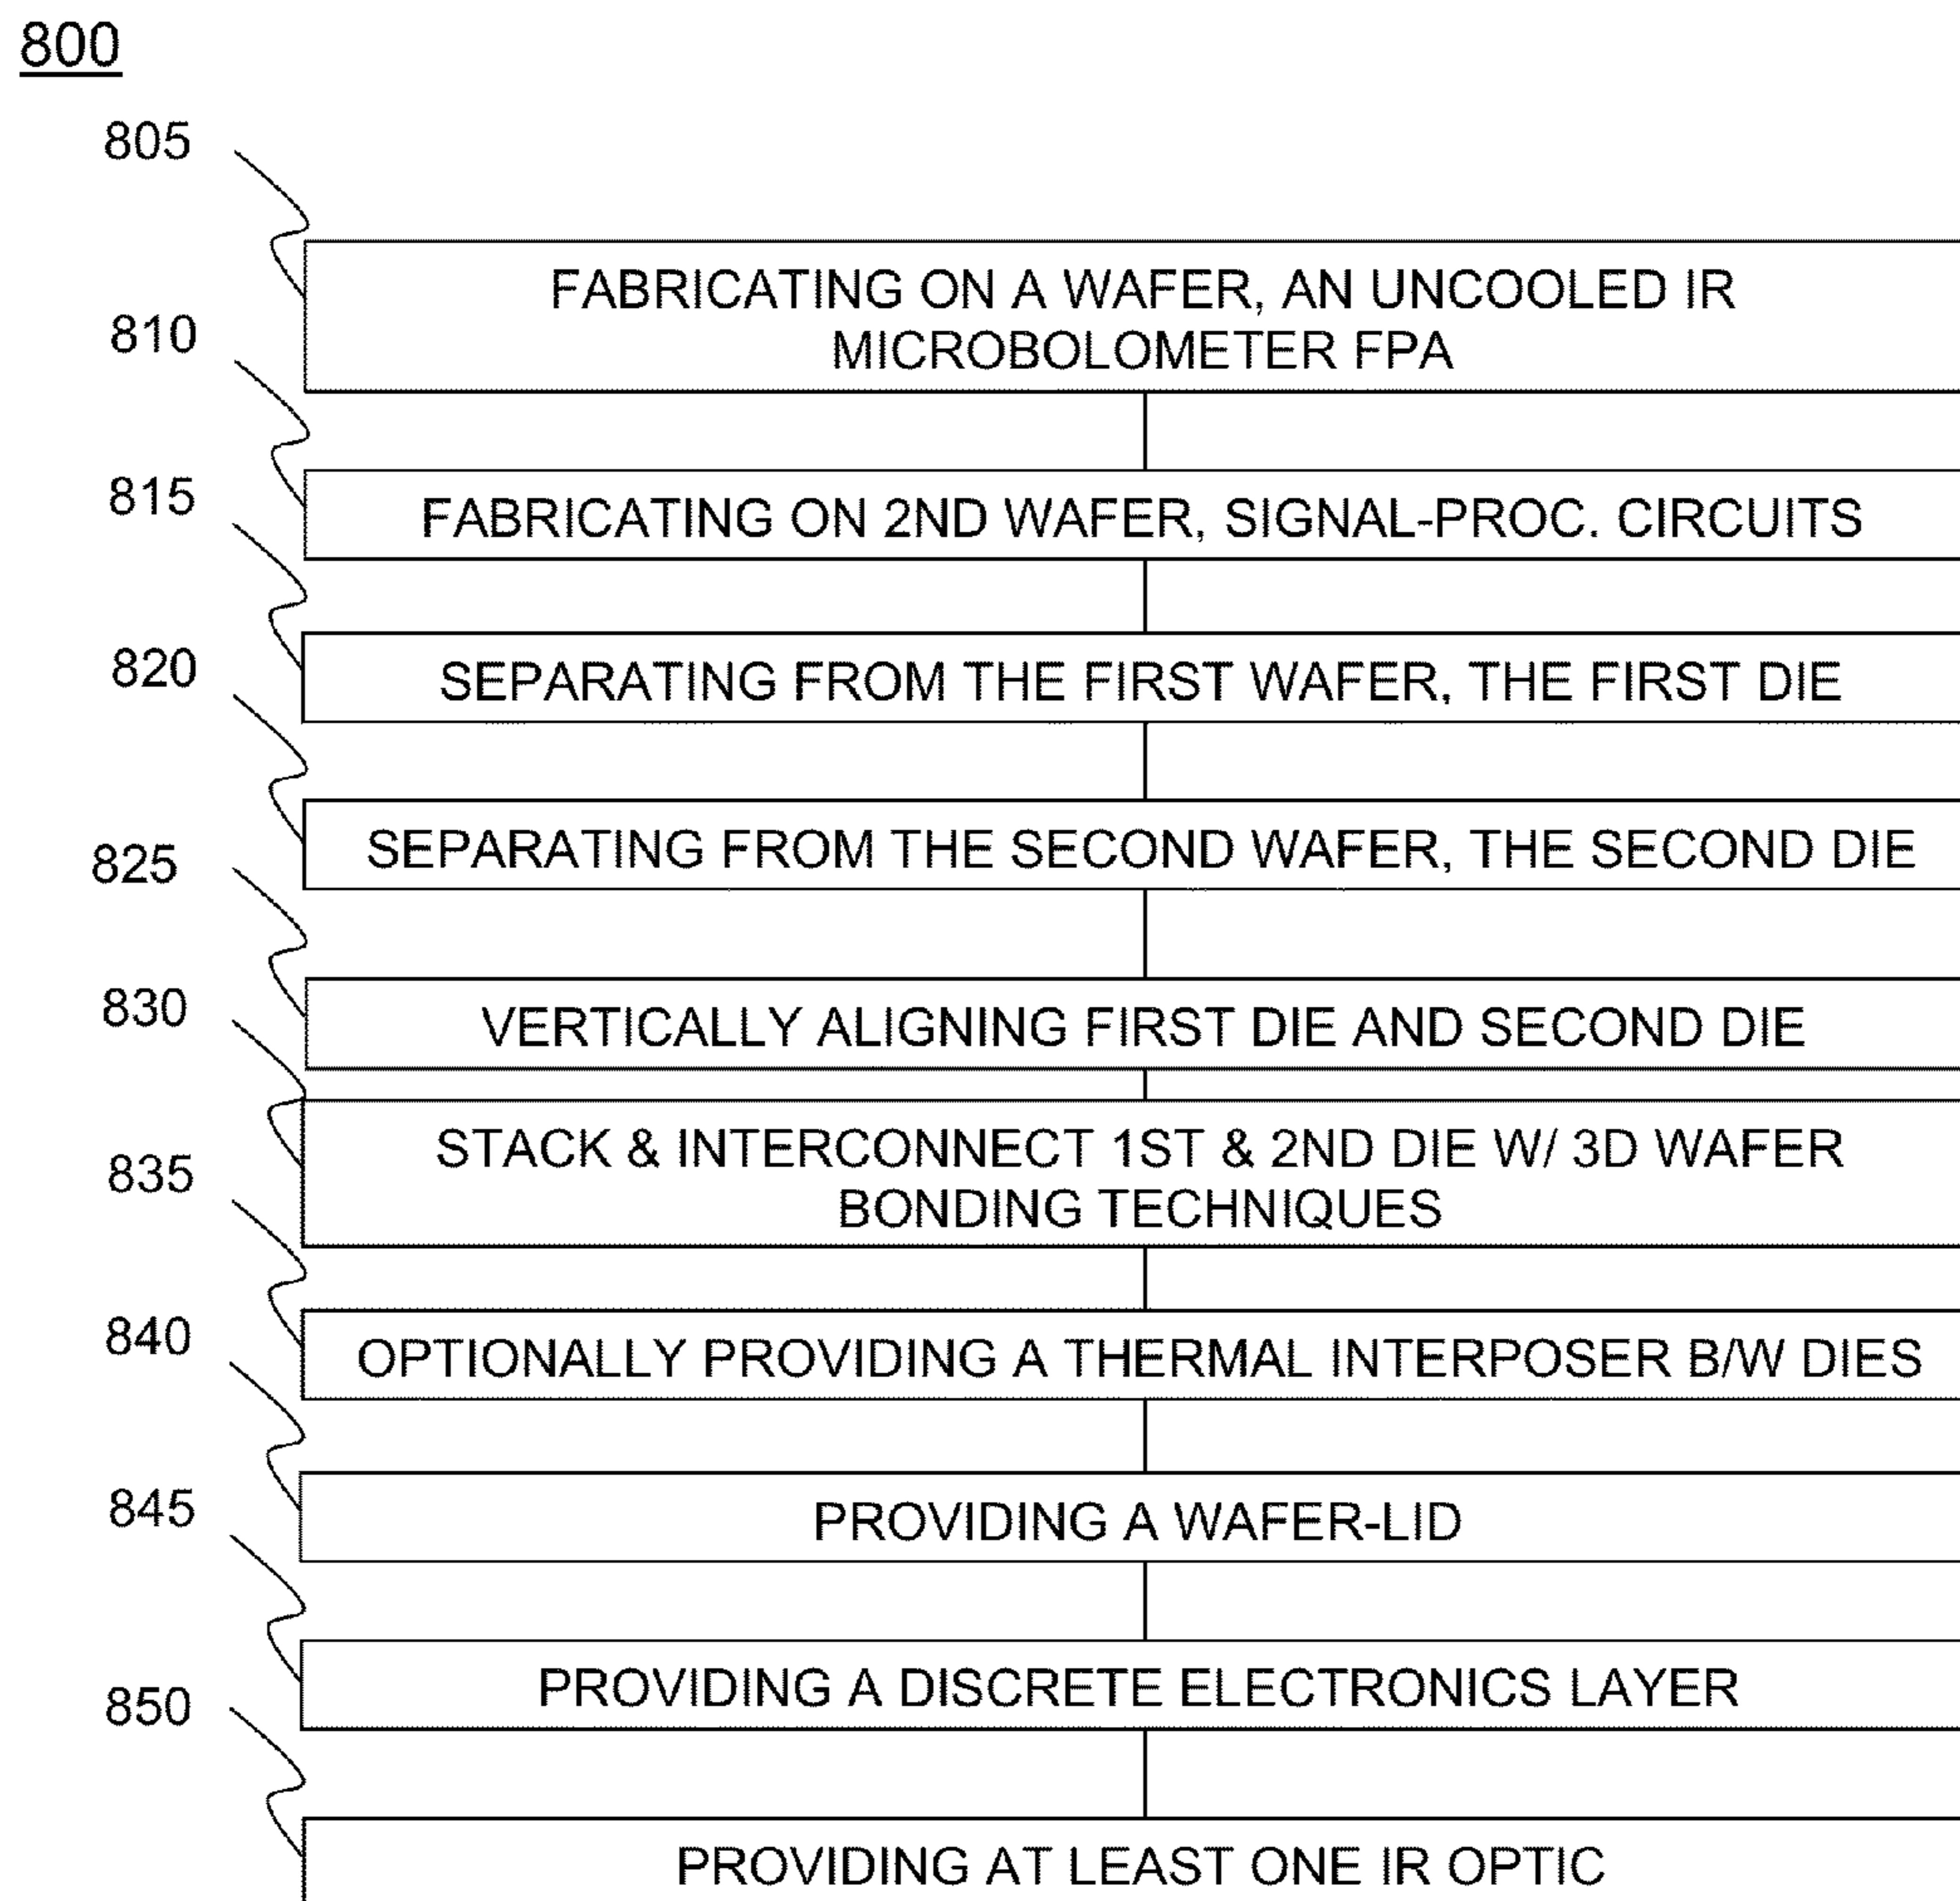 800
805
FABRICATING ON A WAFER, AN UNCOOLED IR
MICROBOLOMETER FPA
810
FABRICATING ON 2ND WAFER, SIGNAL-PROC. CIRCUITS
815
SEPARATING FROM THE FIRST WAFER, THE FIRST DIE
820
SEPARATING FROM THE SECOND WAFER, THE SECOND DIE
825
VERTICALLY ALIGNING FIRST DIE AND SECOND DIE
830
STACK & INTERCONNECT 1ST & 2ND DIE W/ 3D WAFER
BONDING TECHNIQUES
835
OPTIONALLY PROVIDING A THERMAL INTERPOSER B/W DIES
840
PROVIDING A WAFER-LID
845
PROVIDING A DISCRETE ELECTRONICS LAYER
850
PROVIDING AT LEAST ONE IR OPTIC